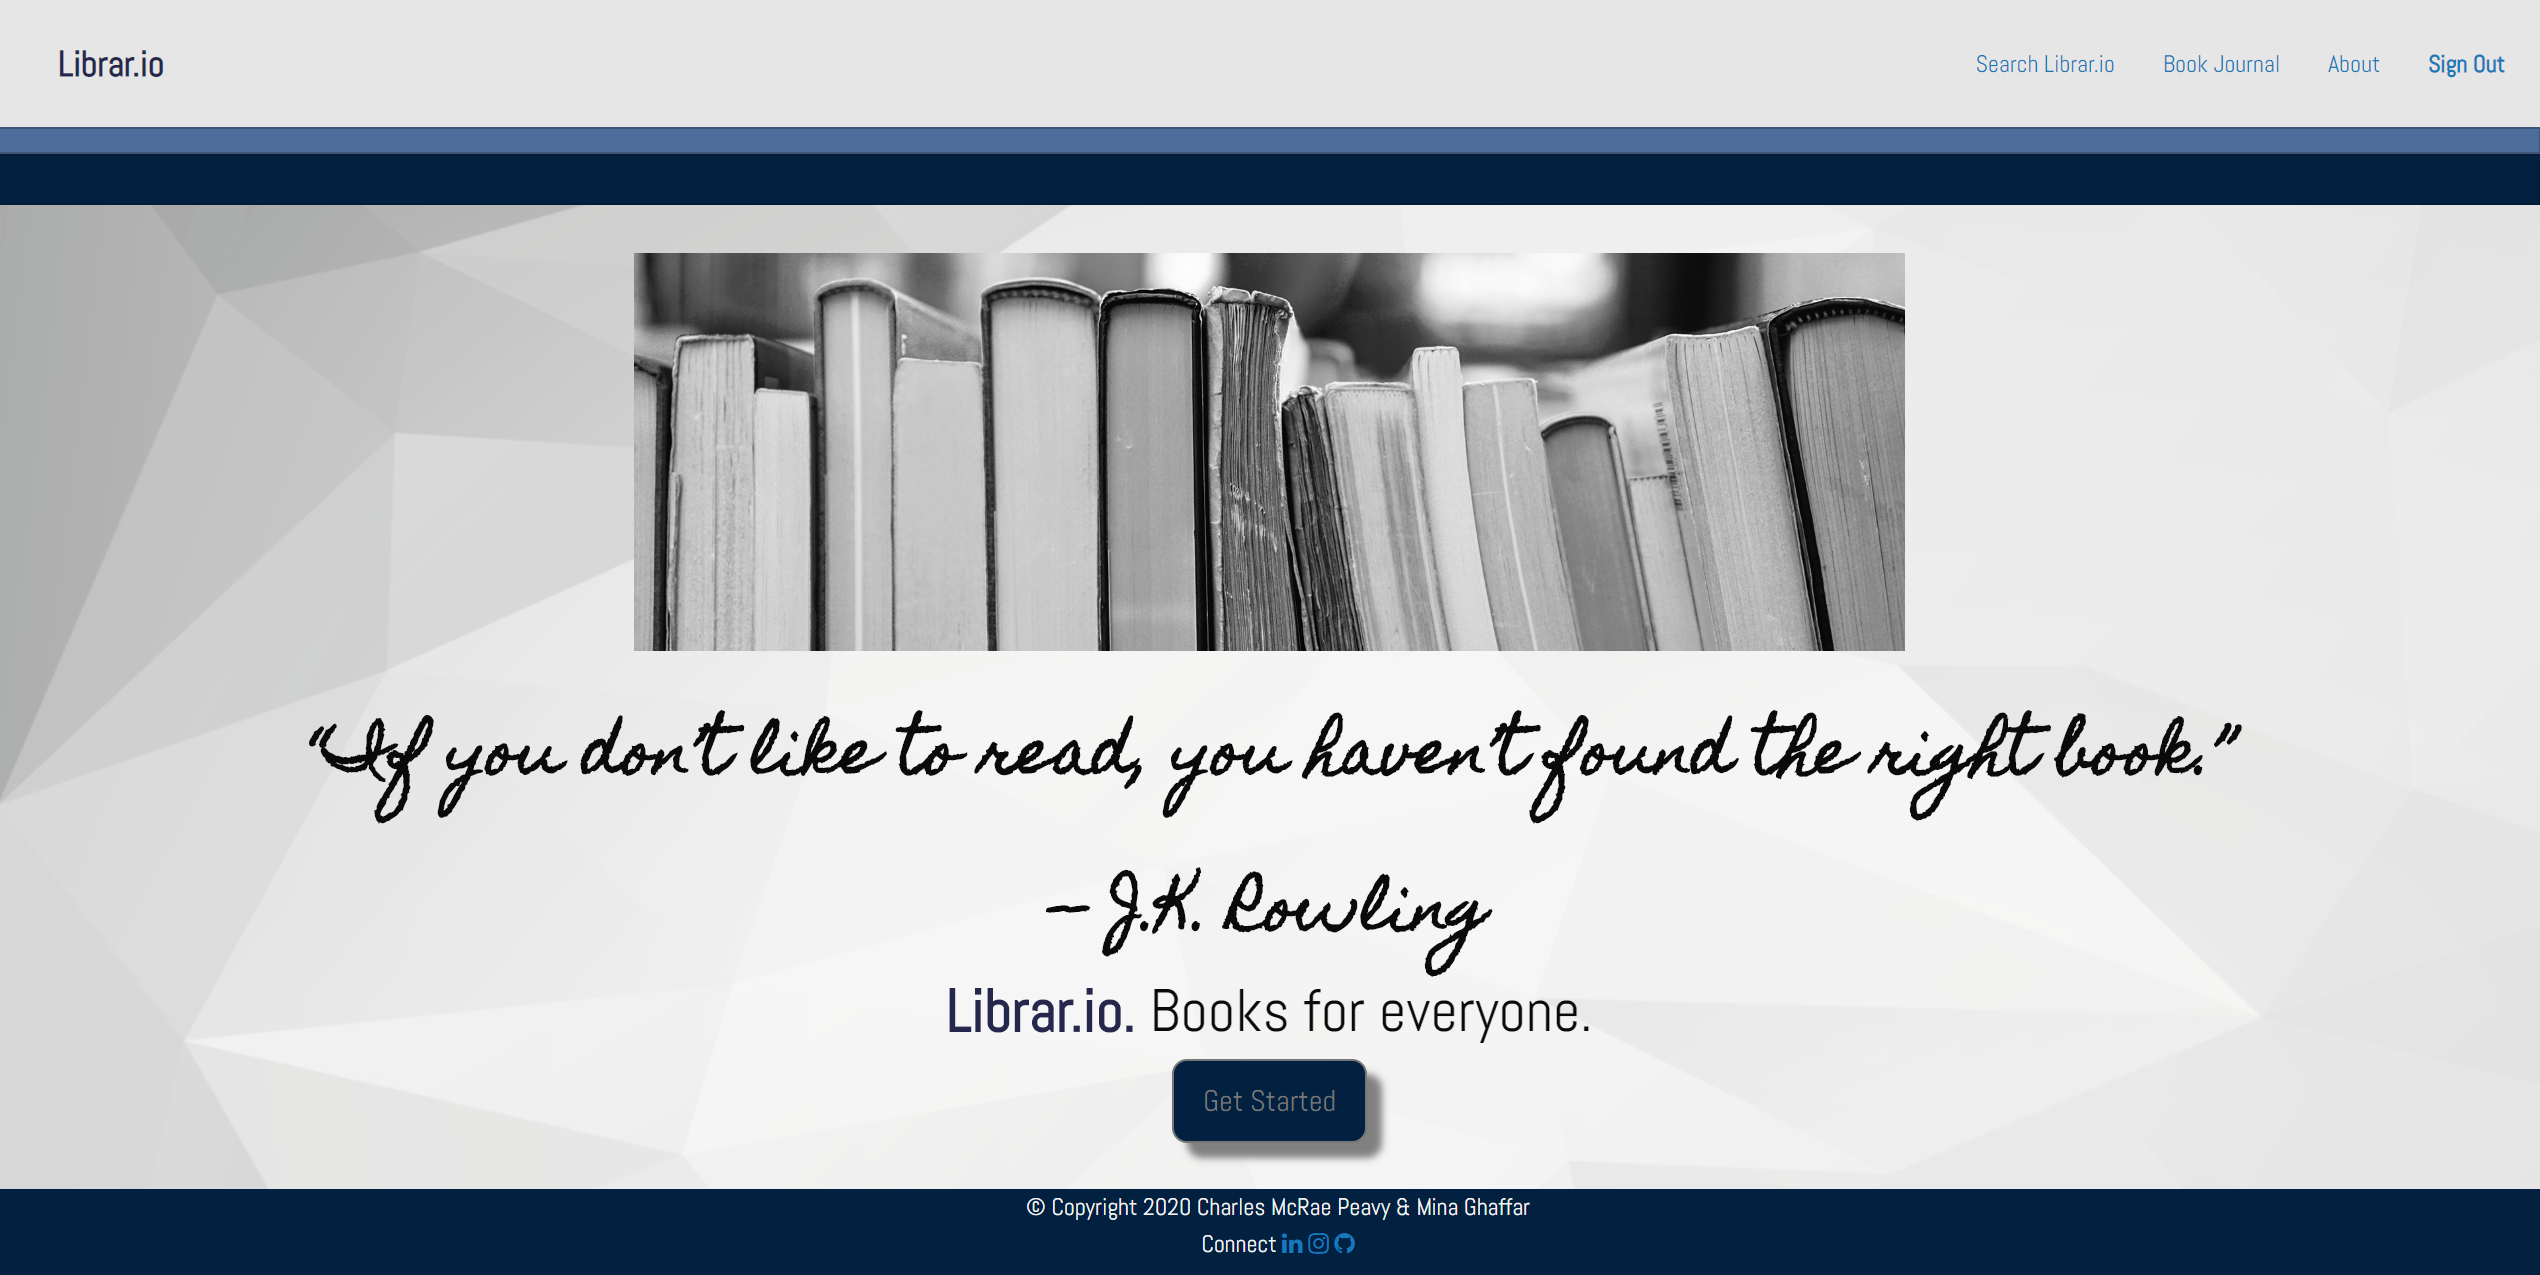 Librar.io
Search Librar.io Book Journal About Sign Out
“If you don't like to read, you haven't found the right book.”
– J.K. Rowling
Librar.io. Books for everyone.
Get Started
© Copyright 2020 Charles McRae Peavy & Mina Ghaffar
Connect